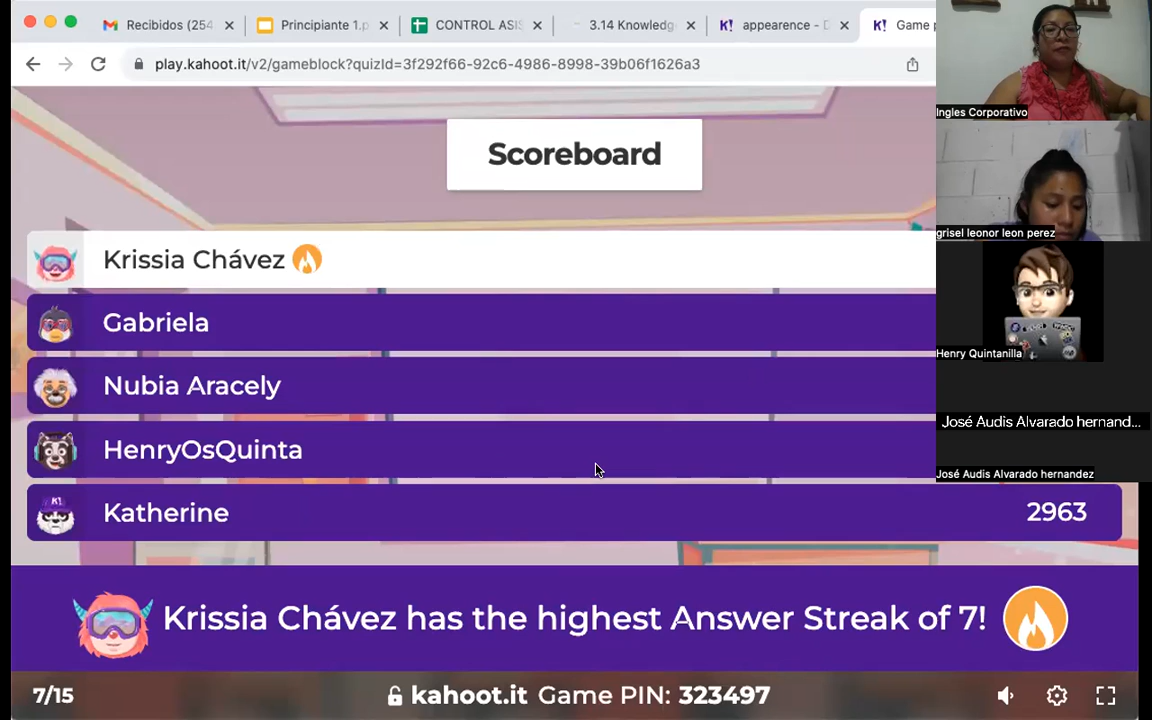 Recibidos (254
Principiante 1.p
CONTROL ASIS
3.14 Knowledg
K! appearence - D
K! Game p
play.kahoot.it/v2/gameblock?quizId=3f292f66-92c6-4986-8998-39b06f1626a3
Ingles Corporativo
Scoreboard
grisel leonor leon perez
Krissia Chávez
Gabriela
Henry Quintanilla
Nubia Aracely
José Audis Alvarado hernand...
HenryOsQuinta
José Audis Alvarado hernandez
K!
Katherine
2963
Krissia Chávez has the highest Answer Streak of 7!
7/15
kahoot.it Game PIN: 323497